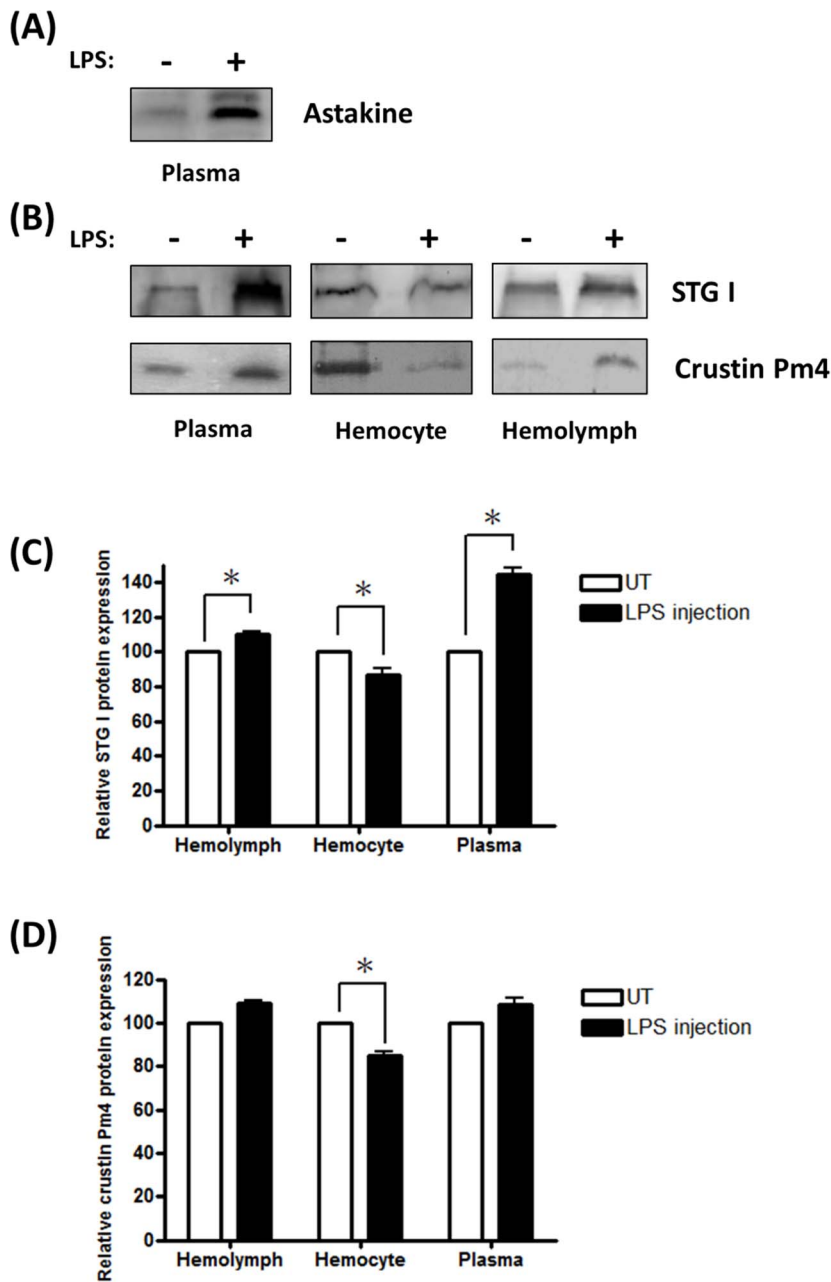 (A)
LPS: - +
Astakine
Plasma
(B)
LPS: - + - + - +
STG I
Crustin Pm4
Plasma Hemocyte Hemolymph
(C)
Relative STG I protein expression
140
120
100
80
60
40
20
0
* * *
Hemolymph Hemocyte Plasma
UT
LPS injection
(D)
Relative crustin Pm4 protein expression
120
100
80
60
40
20
0
*
Hemolymph Hemocyte Plasma
UT
LPS injection